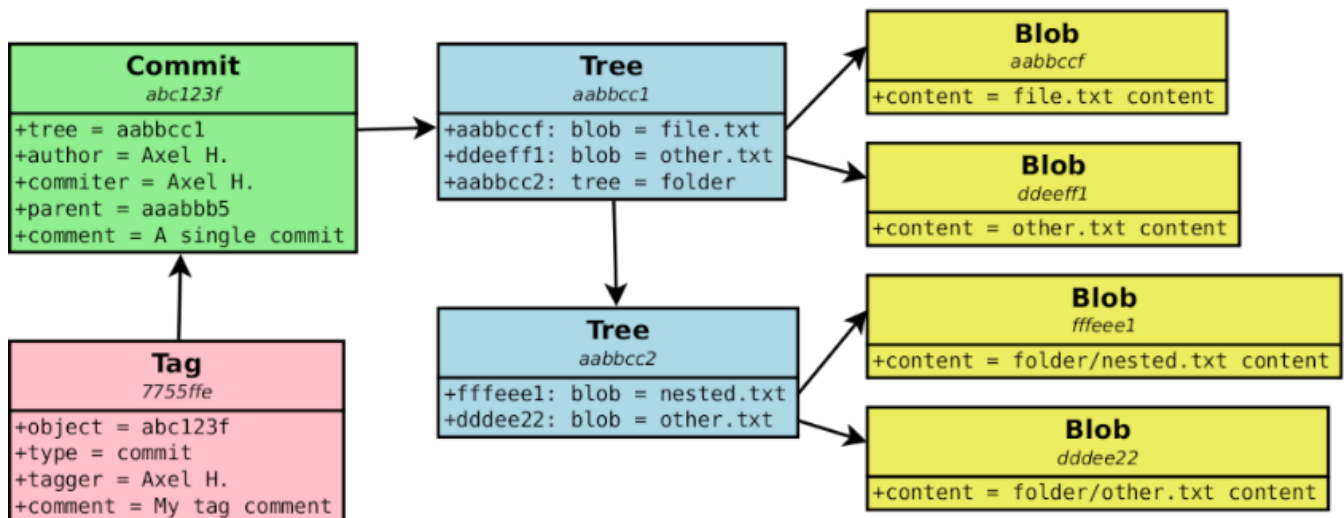 Commit
abc123f
+tree = aabbcc1
+author = Axel H.
+commiter = Axel H.
+parent = aaabbb5
+comment = A single commit
Tree
aabbcc1
+aabbccf: blob = file.txt
+ddeeff1: blob = other.txt
+aabbcc2: tree = folder
Blob
aabbccf
+content = file.txt content
Blob
ddeeff1
+content = other.txt content
Tag
7755ffe
+object = abc123f
+type = commit
+tagger = Axel H.
+comment = My tag comment
Tree
aabbcc2
+fffeee1: blob = nested.txt
+dddee22: blob = other.txt
Blob
fffeee1
+content = folder/nested.txt content
Blob
dddee22
+content = folder/other.txt content